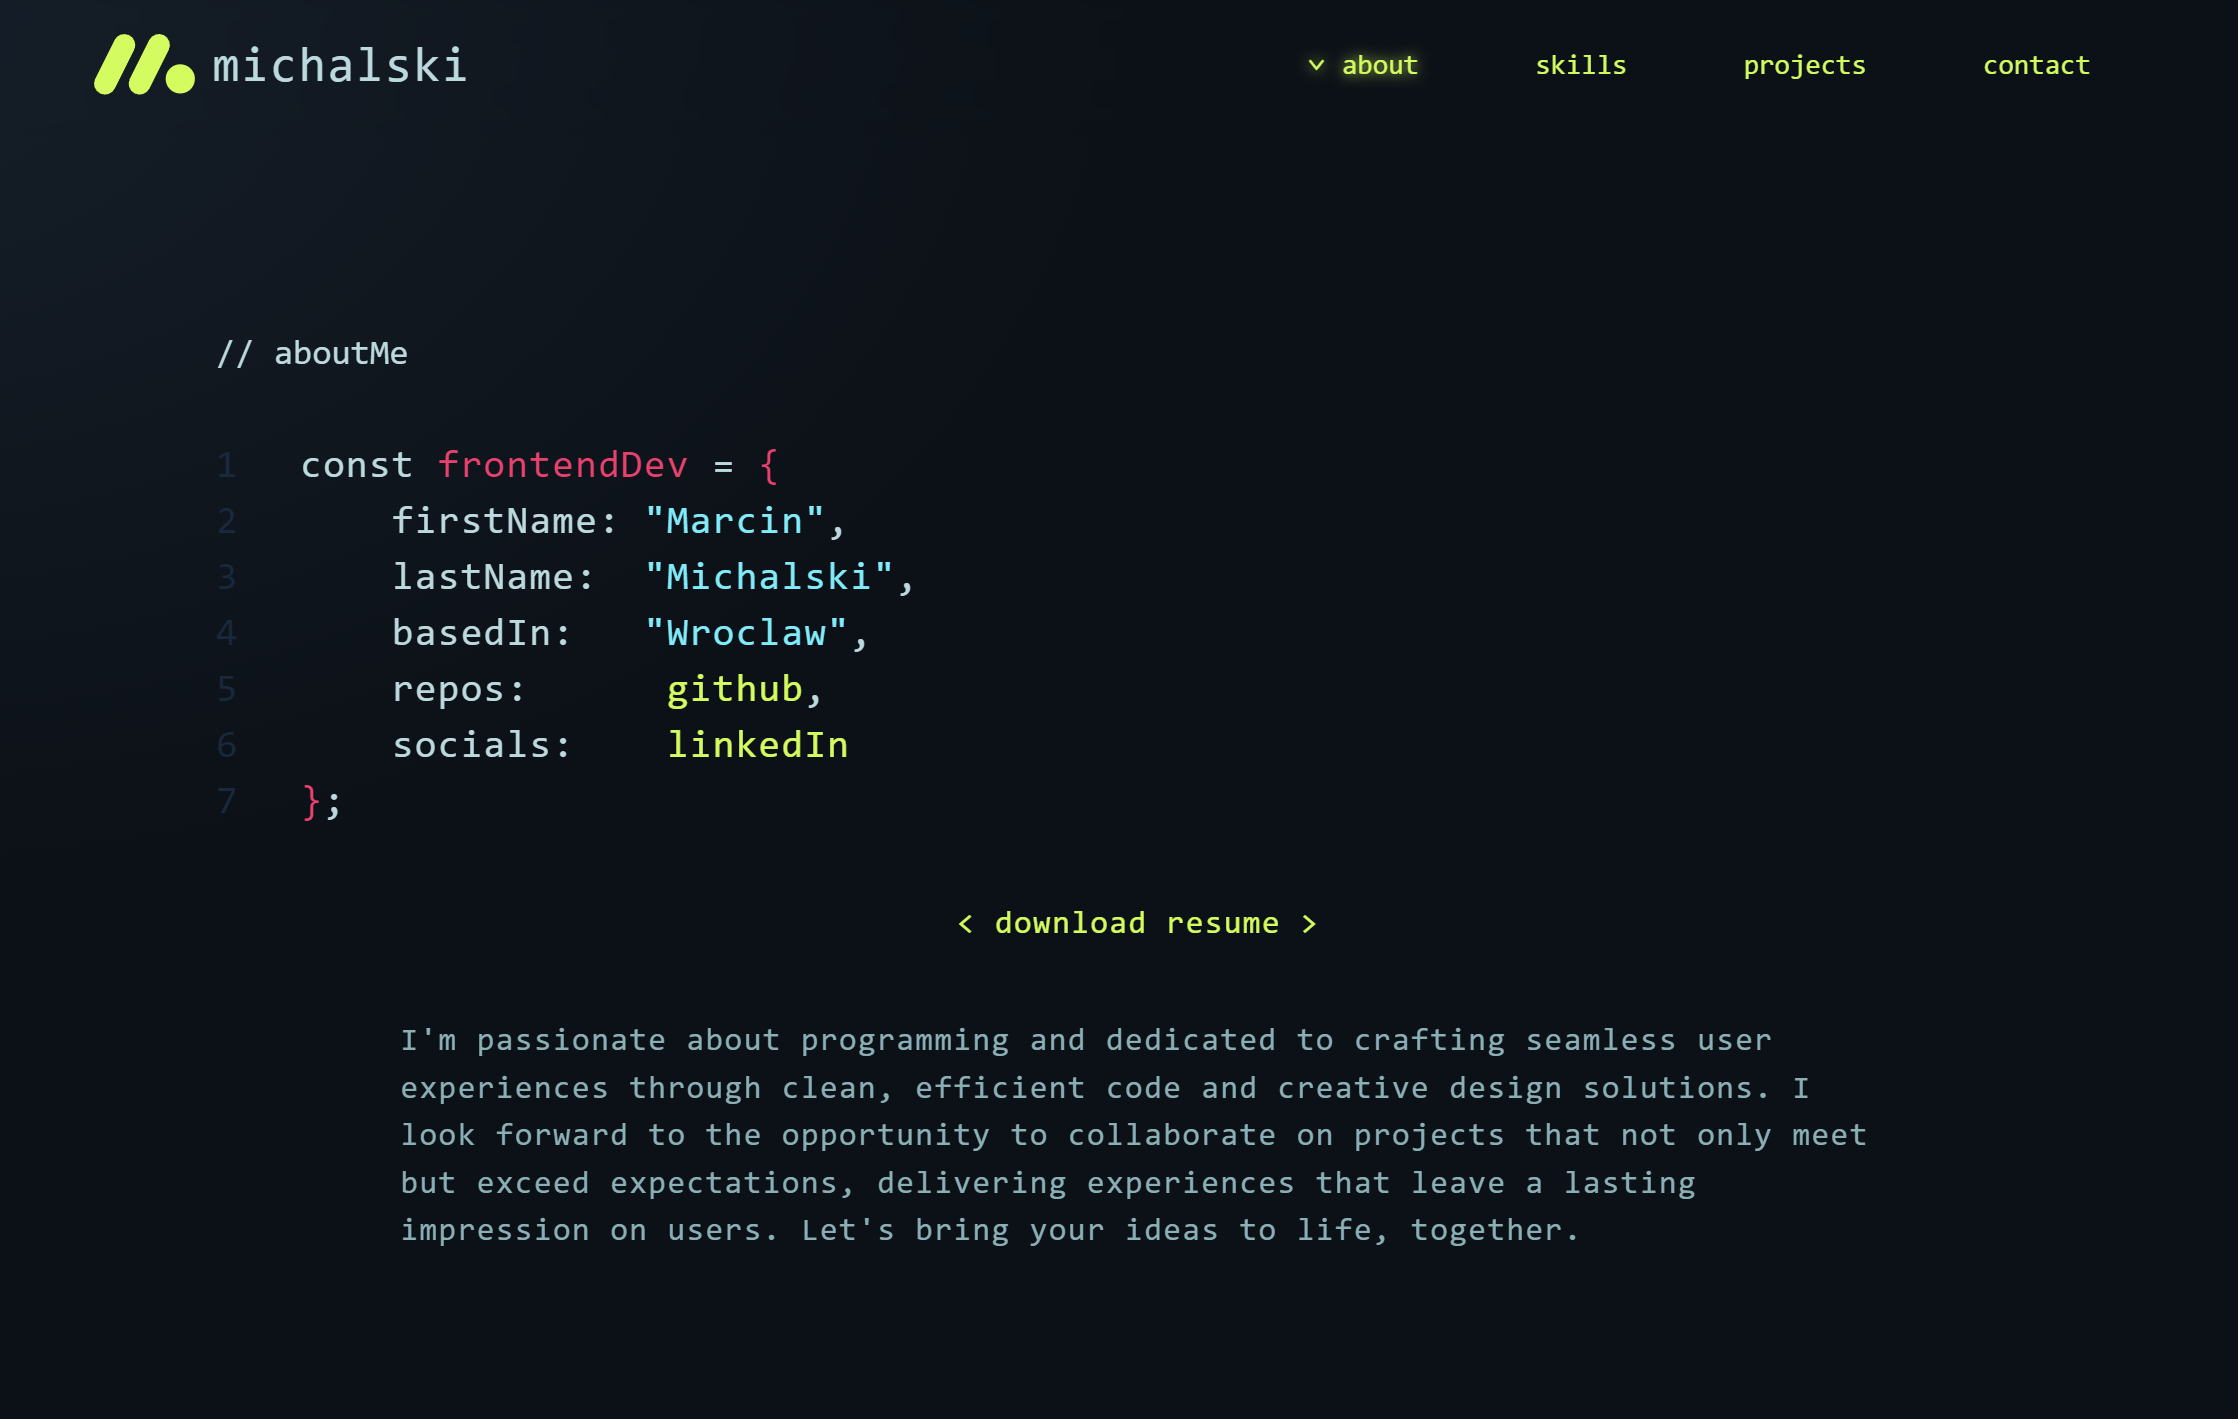 michalski
about skills projects contact
// aboutMe
1 const frontendDev = {
2 firstName: "Marcin",
3 lastName: "Michalski",
4 basedIn: "Wroclaw",
5 repos: github,
6 socials: linkedIn
7 };
< download resume >
I'm passionate about programming and dedicated to crafting seamless user
experiences through clean, efficient code and creative design solutions. I
look forward to the opportunity to collaborate on projects that not only meet
but exceed expectations, delivering experiences that leave a lasting
impression on users. Let's bring your ideas to life, together.